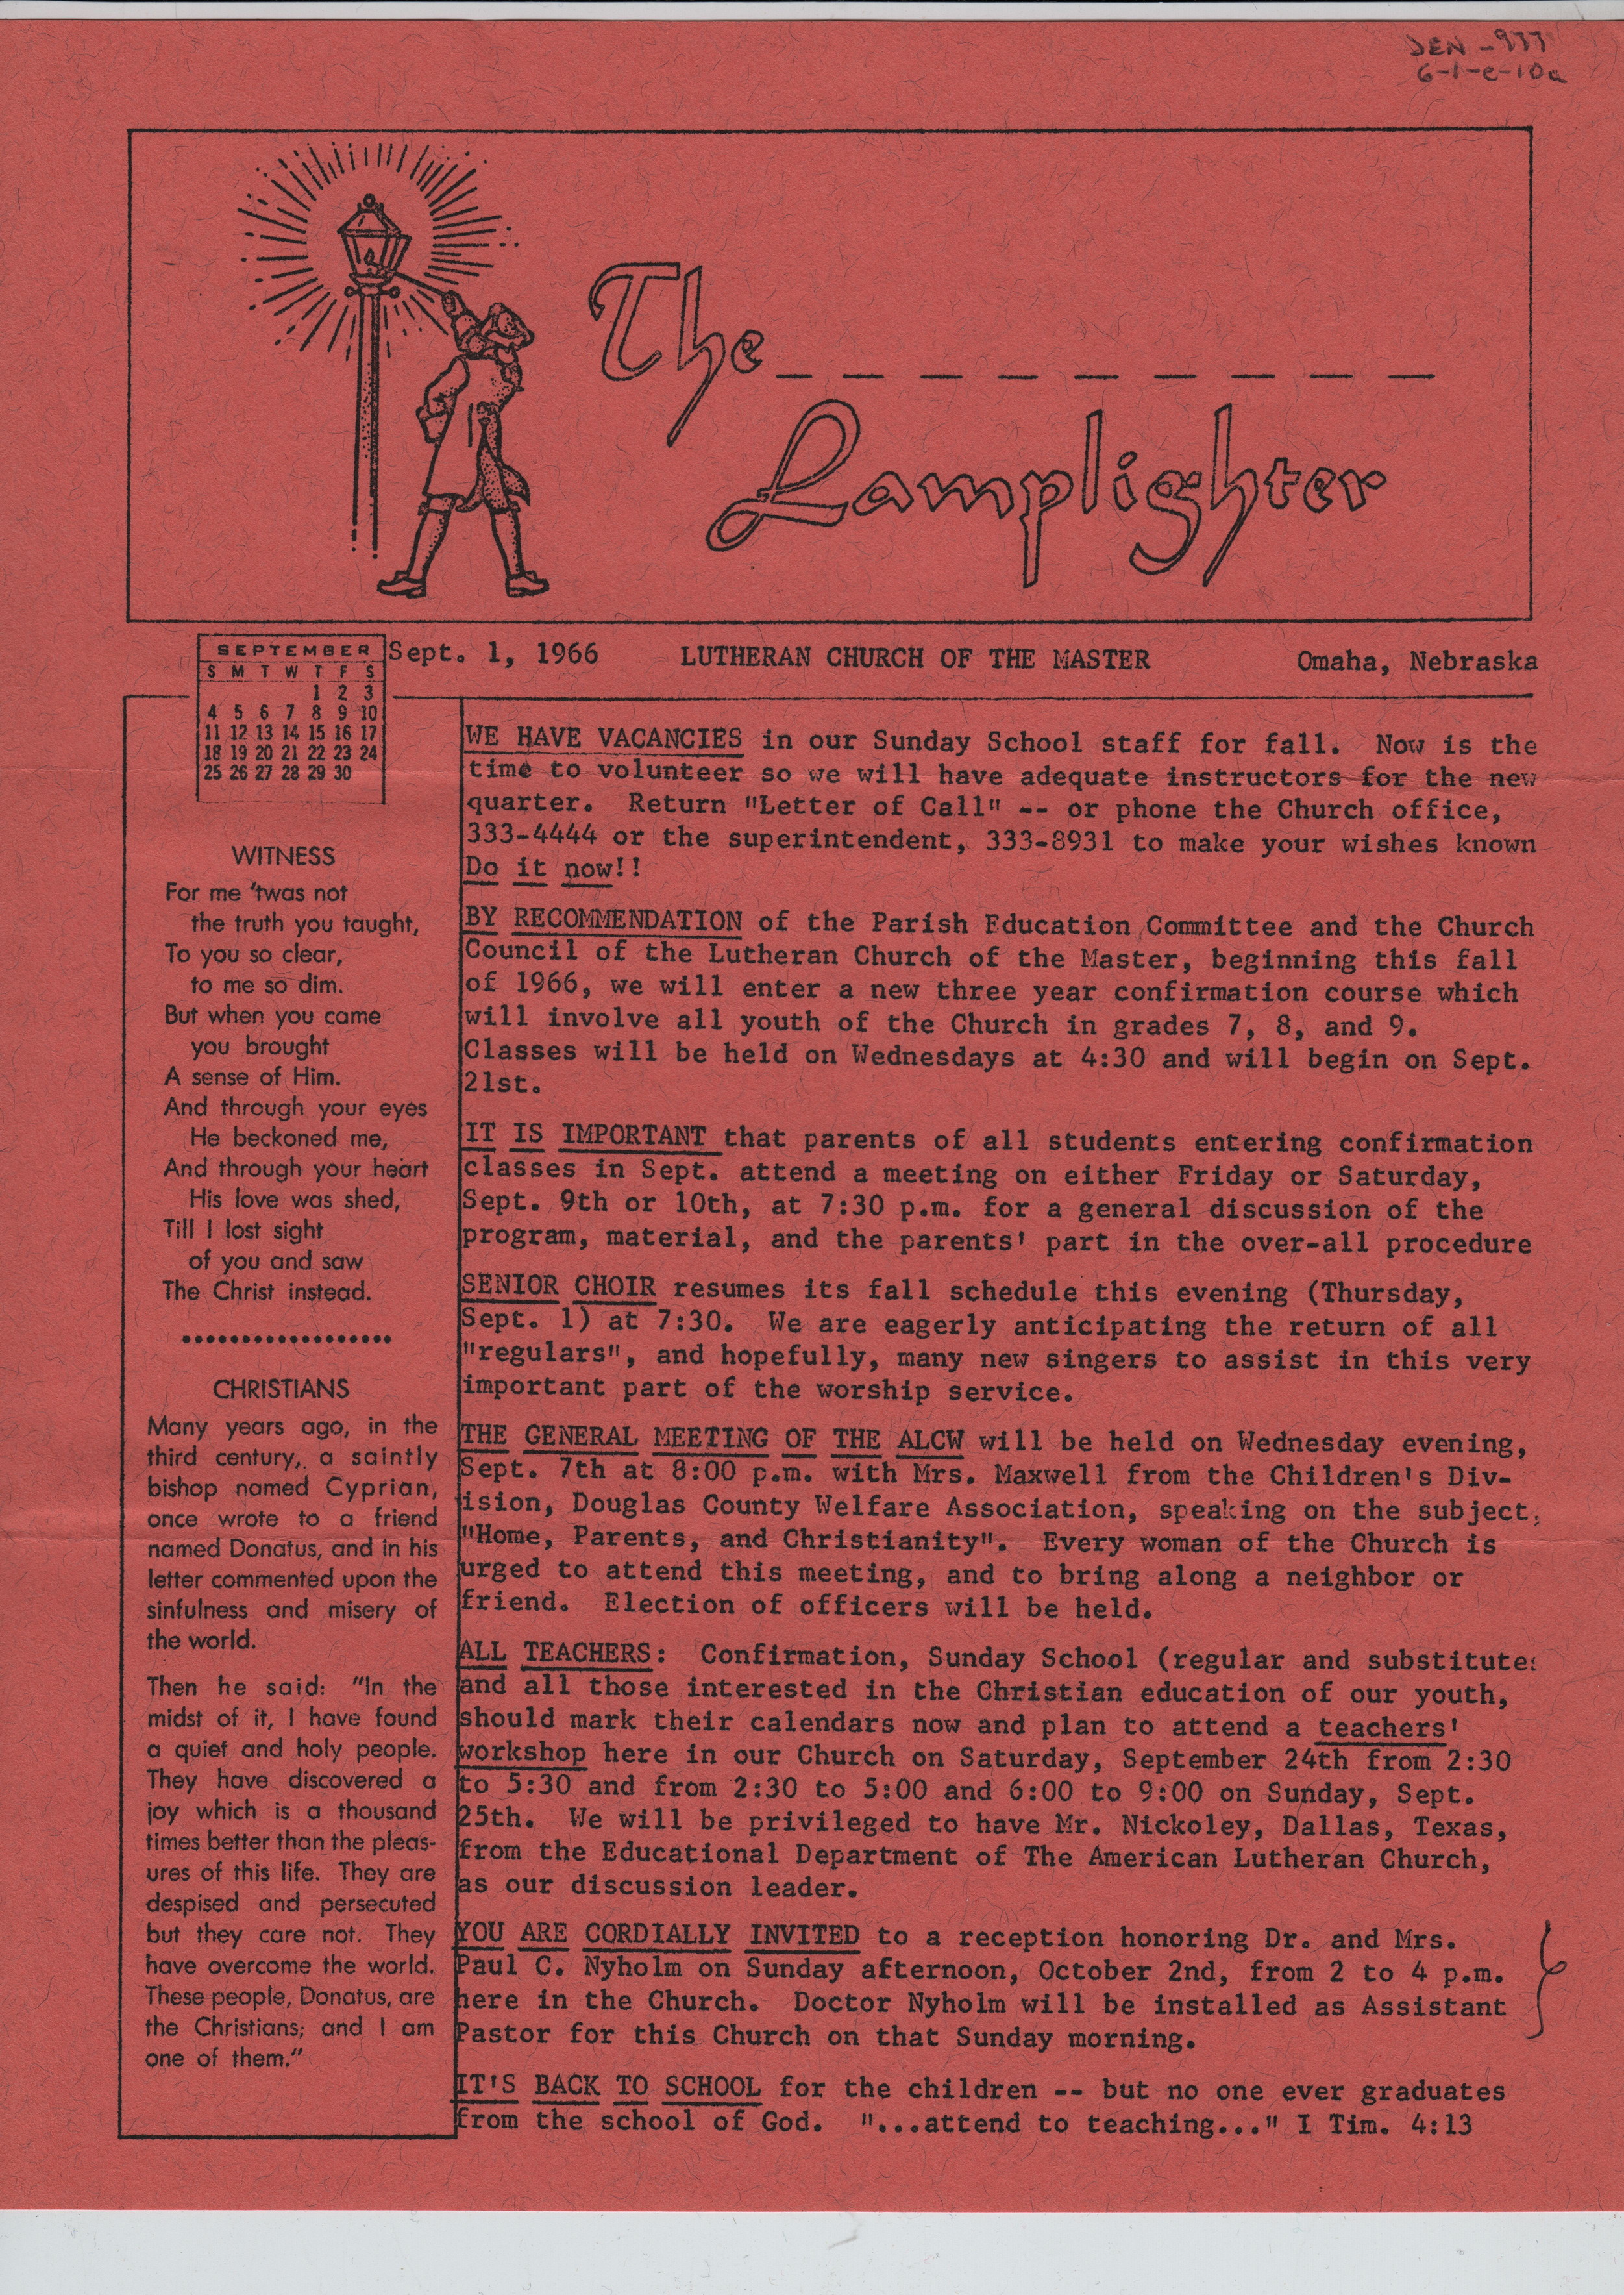 DEN-977
6-1-e-10a
The
Lamplighter
SEPTEMBER
S M T W T F S
1 2 3
4 5 6 7 8 9 10
11 12 13 14 15 16 17
18 19 20 21 22 23 24
25 26 27 28 29 30
Sept. 1, 1966 LUTHERAN CHURCH OF THE MASTER Omaha, Nebraska
WITNESS
For me 'twas not
the truth you taught,
To you so clear,
to me so dim.
But when you came
you brought
A sense of Him.
And through your eyes
He beckoned me,
And through your heart
His love was shed,
Till I lost sight
of you and saw
The Christ instead.
CHRISTIANS
Many years ago, in the
third century, a saintly
bishop named Cyprian,
once wrote to a friend
named Donatus, and in his
letter commented upon the
sinfulness and misery of
the world.
Then he said: "In the
midst of it, I have found
a quiet and holy people.
They have discovered a
joy which is a thousand
times better than the pleas-
ures of this life. They are
despised and persecuted
but they care not. They
have overcome the world.
These people, Donatus, are
the Christians; and I am
one of them."
WE HAVE VACANCIES in our Sunday School staff for fall. Now is the
time to volunteer so we will have adequate instructors for the new
quarter. Return "Letter of Call" -- or phone the Church office,
333-4444 or the superintendent, 333-8931 to make your wishes known
Do it now!!
BY RECOMMENDATION of the Parish Education Committee and the Church
Council of the Lutheran Church of the Master, beginning this fall
of 1966, we will enter a new three year confirmation course which
will involve all youth of the Church in grades 7, 8, and 9.
Classes will be held on Wednesdays at 4:30 and will begin on Sept.
21st.
IT IS IMPORTANT that parents of all students entering confirmation
classes in Sept. attend a meeting on either Friday or Saturday,
Sept. 9th or 10th, at 7:30 p.m. for a general discussion of the
program, material, and the parents' part in the over-all procedure
SENIOR CHOIR resumes its fall schedule this evening (Thursday,
Sept. 1) at 7:30. We are eagerly anticipating the return of all
"regulars", and hopefully, many new singers to assist in this very
important part of the worship service.
THE GENERAL MEETING OF THE ALCW will be held on Wednesday evening,
Sept. 7th at 8:00 p.m. with Mrs. Maxwell from the Children's Div-
ision, Douglas County Welfare Association, speaking on the subject,
"Home, Parents, and Christianity". Every woman of the Church is
urged to attend this meeting, and to bring along a neighbor or
friend. Election of officers will be held.
ALL TEACHERS: Confirmation, Sunday School (regular and substitutes
and all those interested in the Christian education of our youth,
should mark their calendars now and plan to attend a teachers'
workshop here in our Church on Saturday, September 24th from 2:30
to 5:30 and from 2:30 to 5:00 and 6:00 to 9:00 on Sunday, Sept.
25th. We will be privileged to have Mr. Nickoley, Dallas, Texas,
from the Educational Department of The American Lutheran Church,
as our discussion leader.
YOU ARE CORDIALLY INVITED to a reception honoring Dr. and Mrs.
Paul C. Nyholm on Sunday afternoon, October 2nd, from 2 to 4 p.m.
here in the Church. Doctor Nyholm will be installed as Assistant
Pastor for this Church on that Sunday morning.
IT'S BACK TO SCHOOL for the children -- but no one ever graduates
from the school of God. "...attend to teaching..." I Tim. 4:13